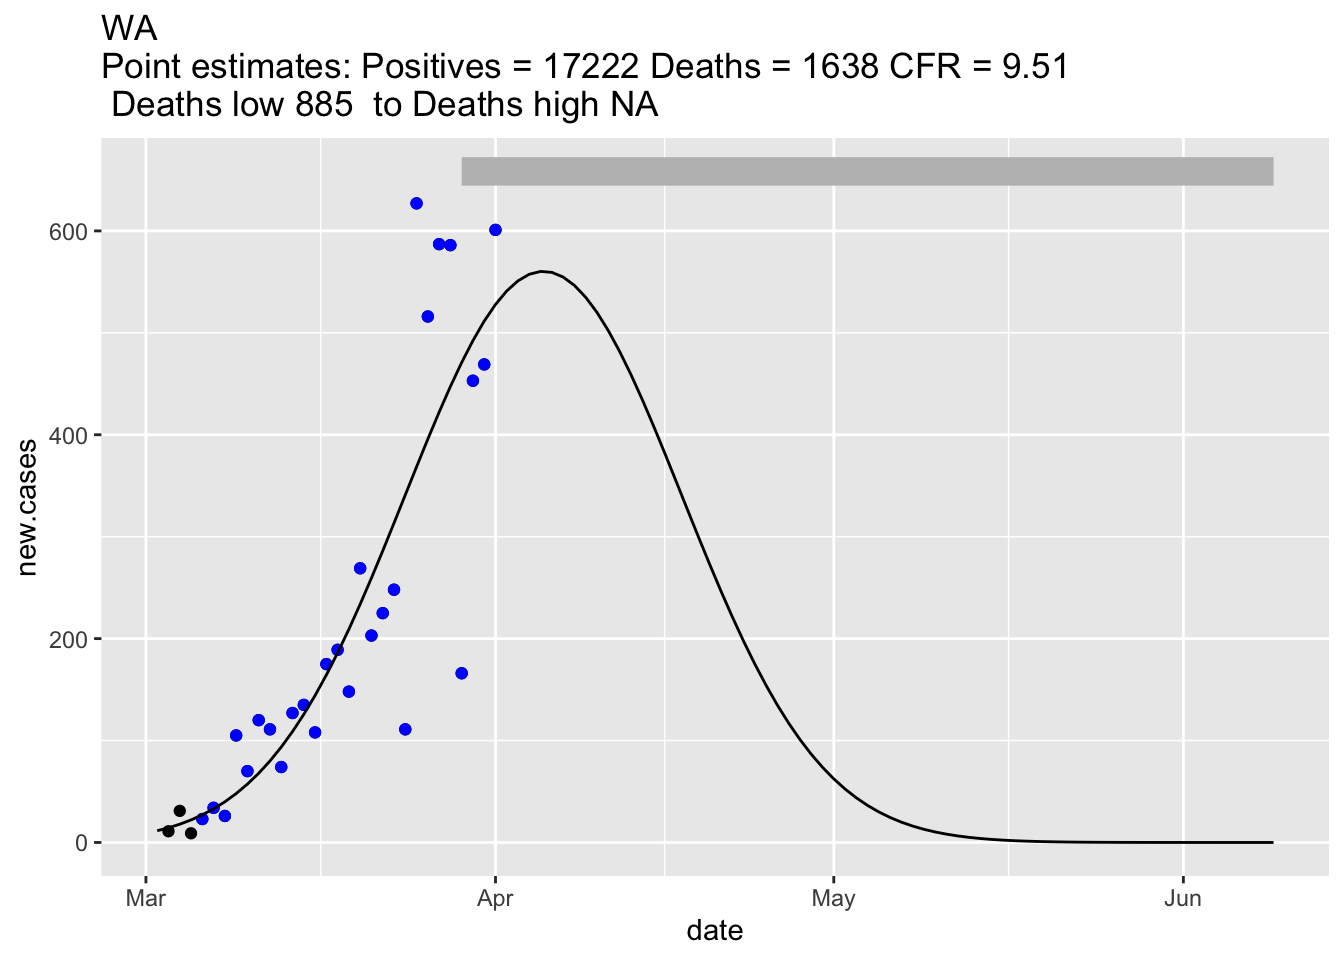 WA
Point estimates: Positives = 17222 Deaths = 1638 CFR = 9.51
Deaths low 885  to Deaths high NA
600
400
200
0
new.cases
Mar Apr May Jun
date